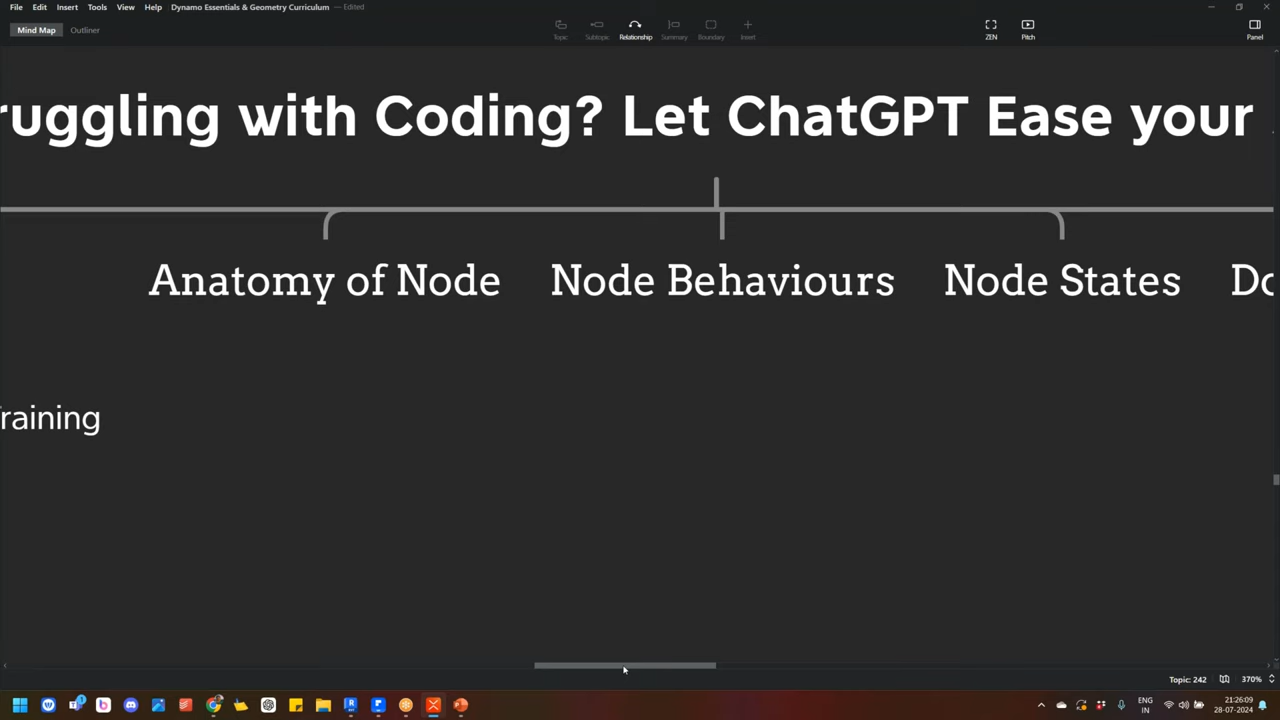 File Edit Insert Tools View Help Dynamo Essentials & Geometry Curriculum — Edited
Mind Map Outliner
Topic Subtopic Relationship Summary Boundary Insert ZEN Pitch Panel
ruggling with Coding? Let ChatGPT Ease your
Anatomy of Node Node Behaviours Node States Do
raining
Topic: 242 370%
ENG
IN
21:26:09
28-07-2024